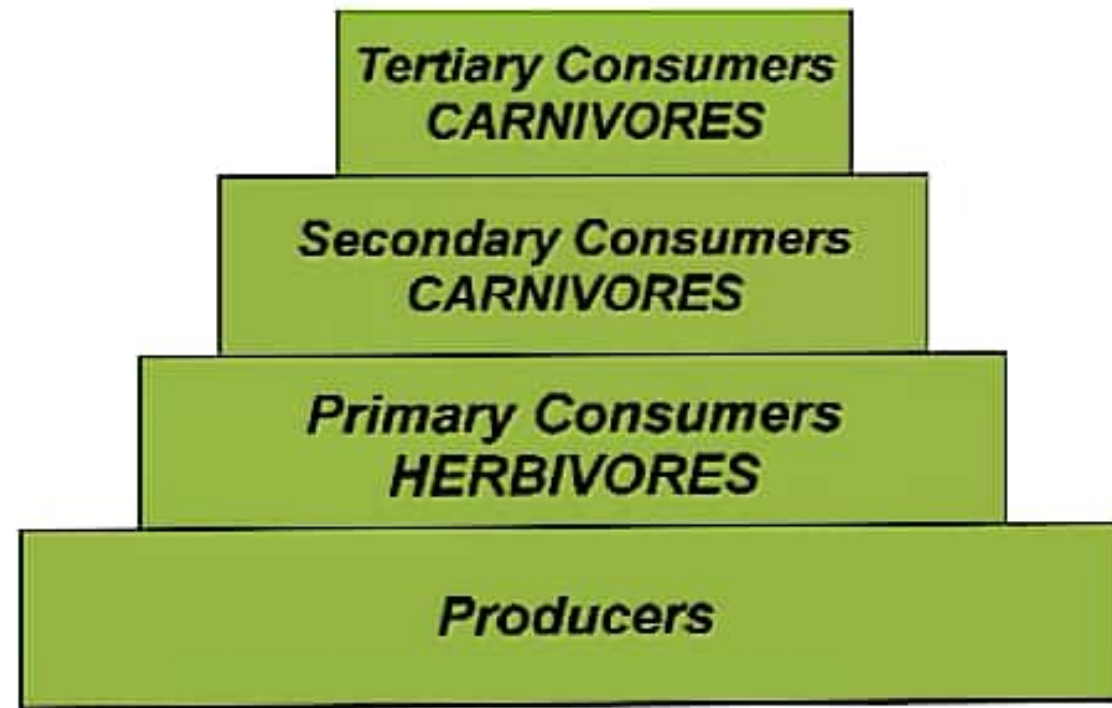 Tertiary Consumers
CARNIVORES
Secondary Consumers
CARNIVORES
Primary Consumers
HERBIVORES
Producers